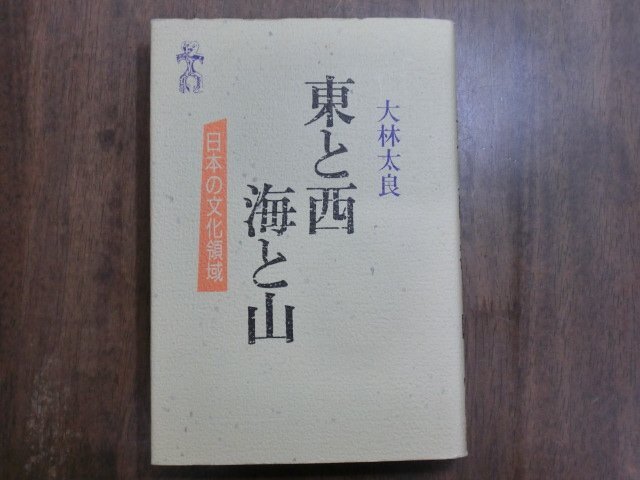 大林太良
東と西
海と山
日本の文化領域